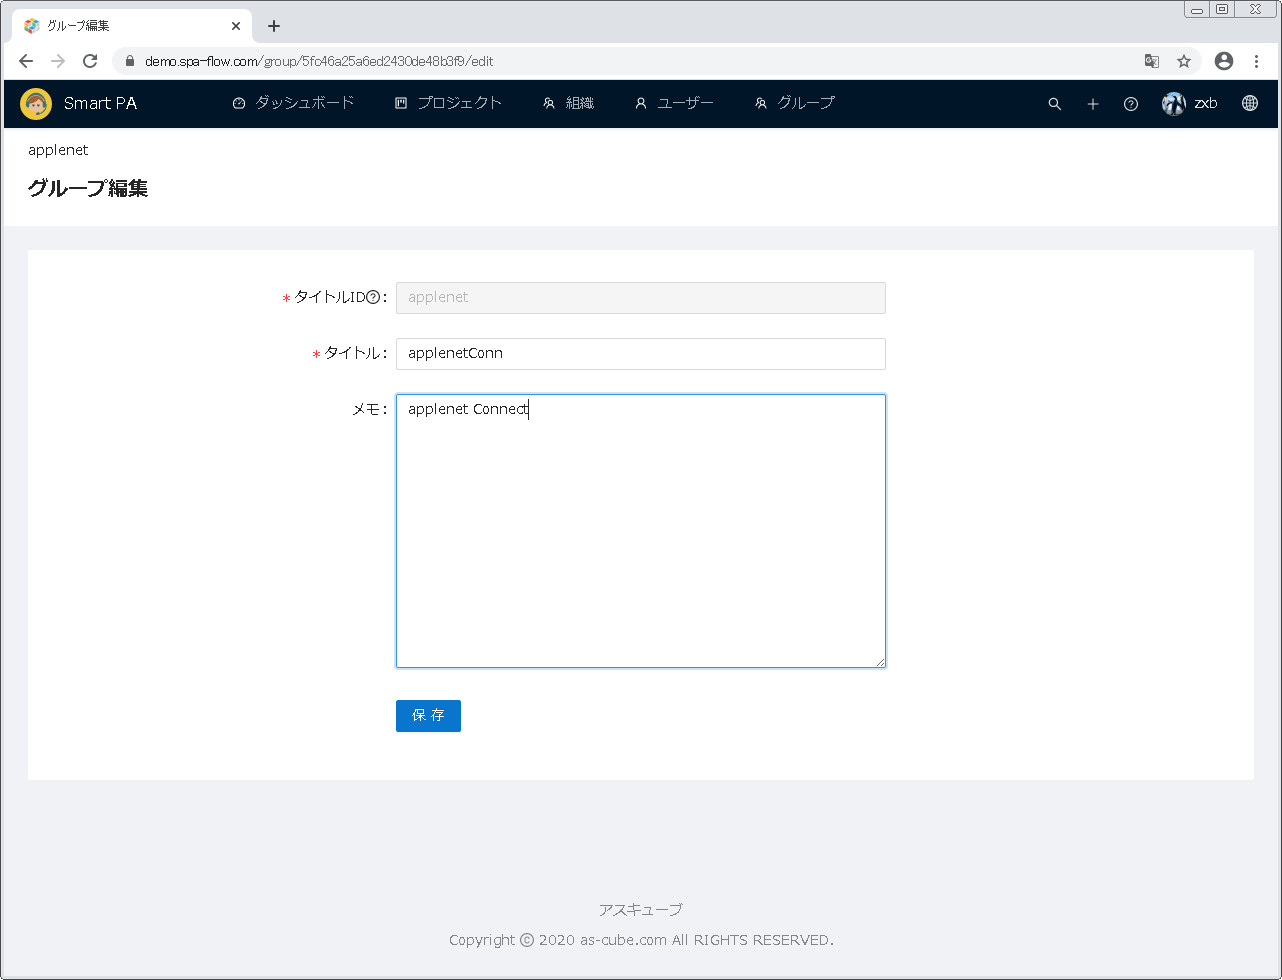 グループ編集
demo.spa-flow.com/group/5fc46a25a6ed2430de48b3f9/edit
Smart PA ダッシュボード プロジェクト 組織 ユーザー グループ zxb
applenet
グループ編集
* タイトルID : applenet
* タイトル : applenetConn
メモ : applenet Connect
保 存
アスキューブ
Copyright © 2020 as-cube.com All RIGHTS RESERVED.